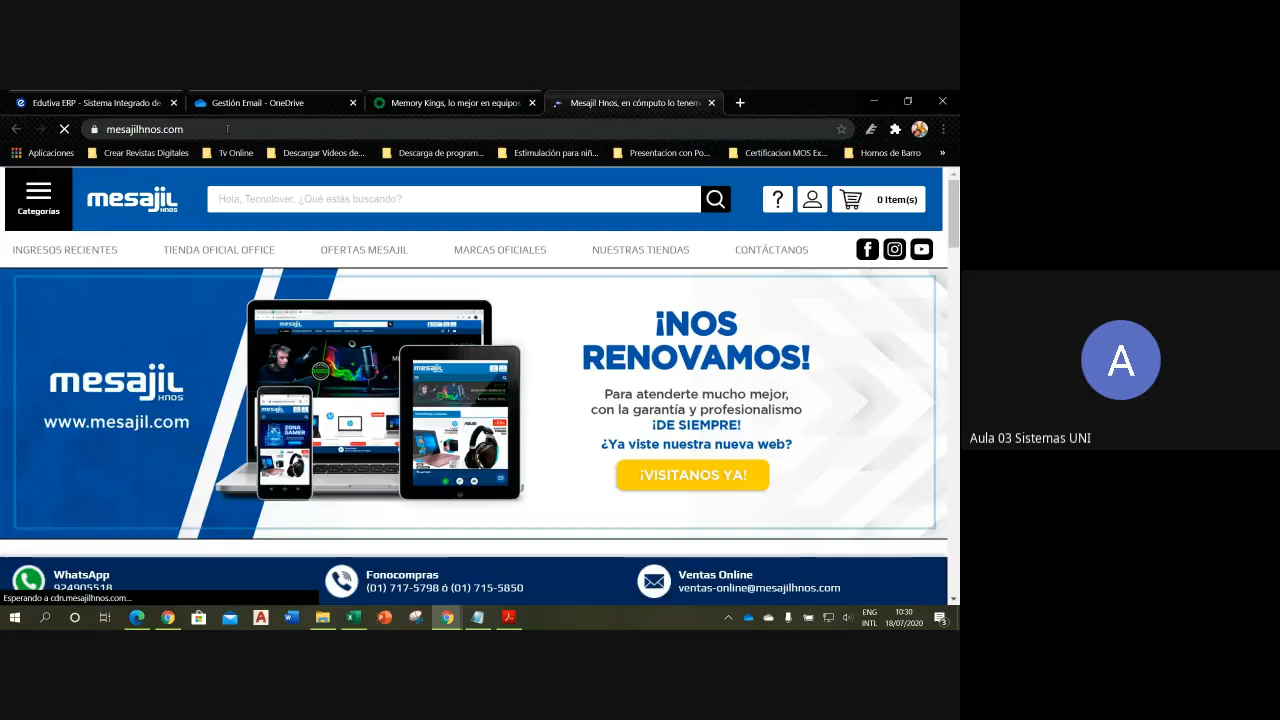 Edutiva ERP - Sistema Integrado de
Gestión Email - OneDrive
Memory Kings, lo mejor en equipos
Mesajil Hnos, en cómputo lo tenem
mesajilhnos.com
Aplicaciones
Crear Revistas Digitales
Tv Online
Descargar Videos de...
Descarga de program...
Estimulación para niñ...
Presentacion con Po...
Certificacion MOS Ex...
Hornos de Barro
»
Categorías
mesajil
HNOS
Hola, Tecnolover, ¿Qué estás buscando?
?
0 Item(s)
INGRESOS RECIENTES
TIENDA OFICIAL OFFICE
OFERTAS MESAJIL
MARCAS OFICIALES
NUESTRAS TIENDAS
CONTÁCTANOS
mesajil
HNOS
www.mesajil.com
¡NOS
RENOVAMOS!
Para atenderte mucho mejor,
con la garantía y profesionalismo
¡DE SIEMPRE!
¿Ya viste nuestra nueva web?
¡VISITANOS YA!
WhatsApp
924905518
Fonocompras
(01) 717-5798 ó (01) 715-5850
Ventas Online
ventas-online@mesajilhnos.com
Esperando a cdn.mesajilhnos.com...
ENG
INTL
10:30
18/07/2020
3
A
Aula 03 Sistemas UNI